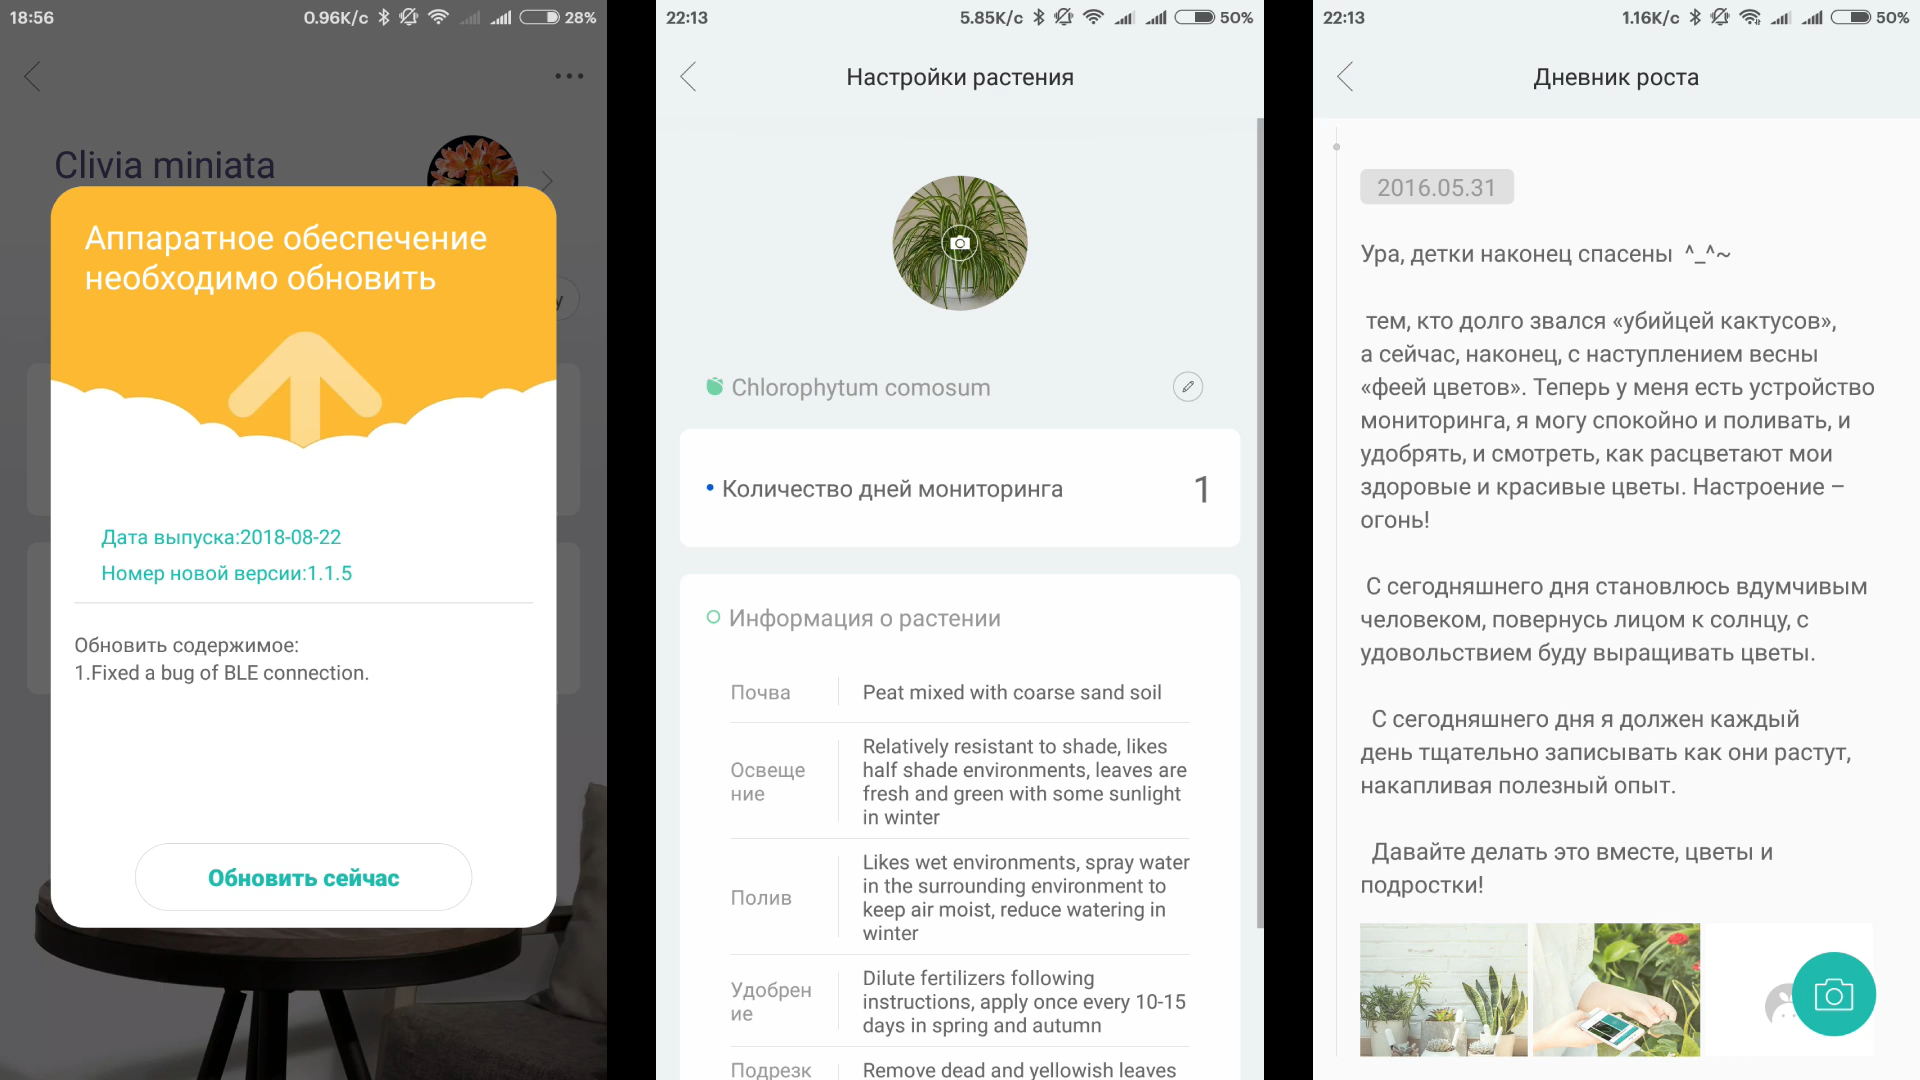 18:56
0.96K/c
28%
Clivia miniata
у
Аппаратное обеспечение
необходимо обновить
Дата выпуска:2018-08-22
Номер новой версии:1.1.5
Обновить содержимое:
1.Fixed a bug of BLE connection.
Обновить сейчас
22:13
5.85K/c
50%
Настройки растения
Chlorophytum comosum
• Количество дней мониторинга
1
Информация о растении
Почва
Peat mixed with coarse sand soil
Освеще
ние
Relatively resistant to shade, likes
half shade environments, leaves are
fresh and green with some sunlight
in winter
Полив
Likes wet environments, spray water
in the surrounding environment to
keep air moist, reduce watering in
winter
Удобрен
ие
Dilute fertilizers following
instructions, apply once every 10-15
days in spring and autumn
Подрезк
Remove dead and yellowish leaves
22:13
1.16K/c
50%
Дневник роста
2016.05.31
Ура, детки наконец спасены ^_^~
тем, кто долго звался «убийцей кактусов»,
а сейчас, наконец, с наступлением весны
«феей цветов». Теперь у меня есть устройство
мониторинга, я могу спокойно и поливать, и
удобрять, и смотреть, как расцветают мои
здоровые и красивые цветы. Настроение –
огонь!
С сегодняшнего дня становлюсь вдумчивым
человеком, повернусь лицом к солнцу, с
удовольствием буду выращивать цветы.
С сегодняшнего дня я должен каждый
день тщательно записывать как они растут,
накапливая полезный опыт.
Давайте делать это вместе, цветы и
подростки!